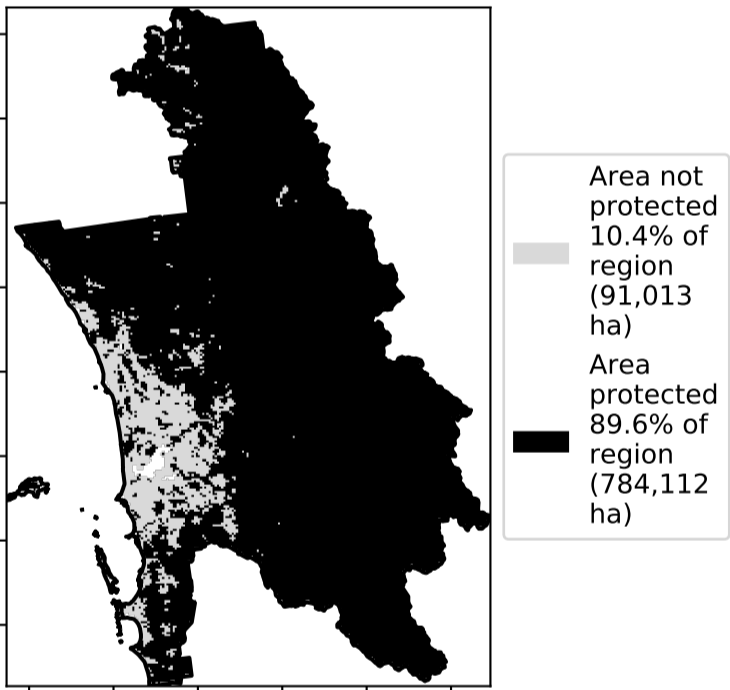 Area not
protected
10.4% of
region
(91,013
ha)
Area
protected
89.6% of
region
(784,112
ha)